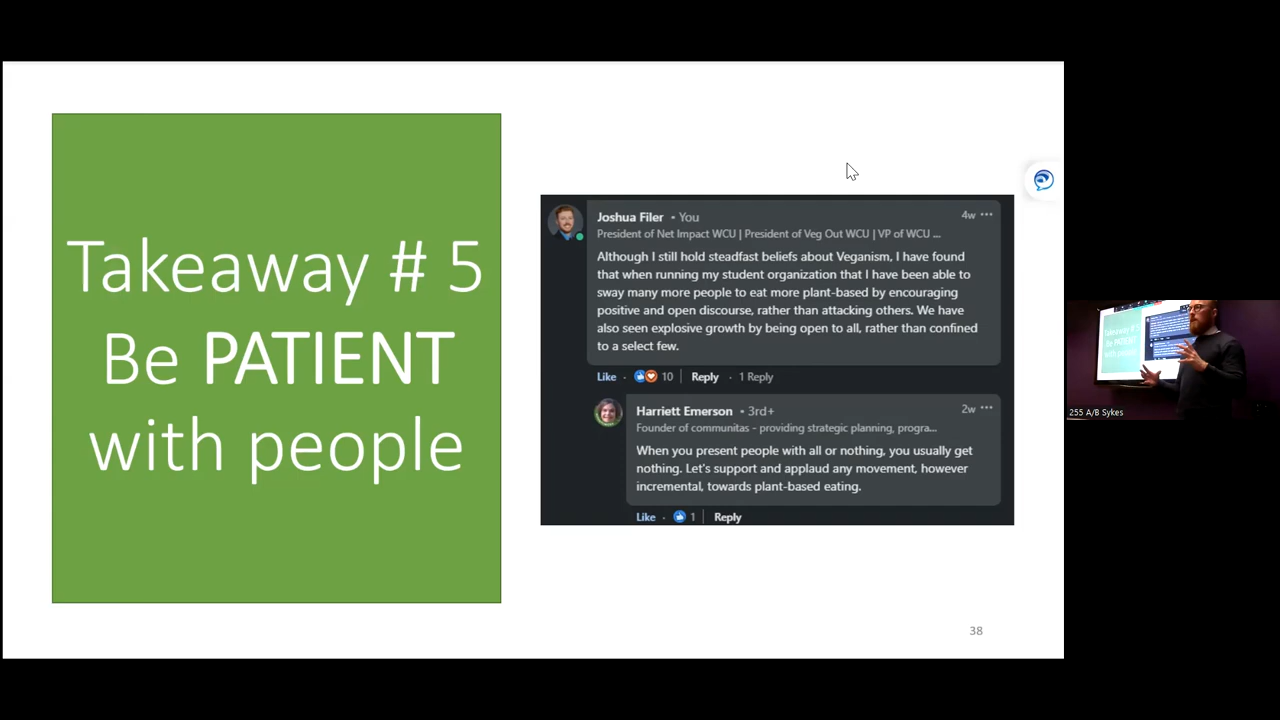 Takeaway # 5
Be PATIENT
with people
Joshua Filer • You
4w ···
President of Net Impact WCU | President of Veg Out WCU | VP of WCU ...
Although I still hold steadfast beliefs about Veganism, I have found
that when running my student organization that I have been able to
sway many more people to eat more plant-based by encouraging
positive and open discourse, rather than attacking others. We have
also seen explosive growth by being open to all, rather than confined
to a select few.
Like · 10 | Reply · 1 Reply
Harriett Emerson • 3rd+
2w ···
Founder of communitas - providing strategic planning, progra...
When you present people with all or nothing, you usually get
nothing. Let's support and applaud any movement, however
incremental, towards plant-based eating.
Like · 1 | Reply
38
Takeaway # 5
Be PATIENT
with people
255 A/B Sykes